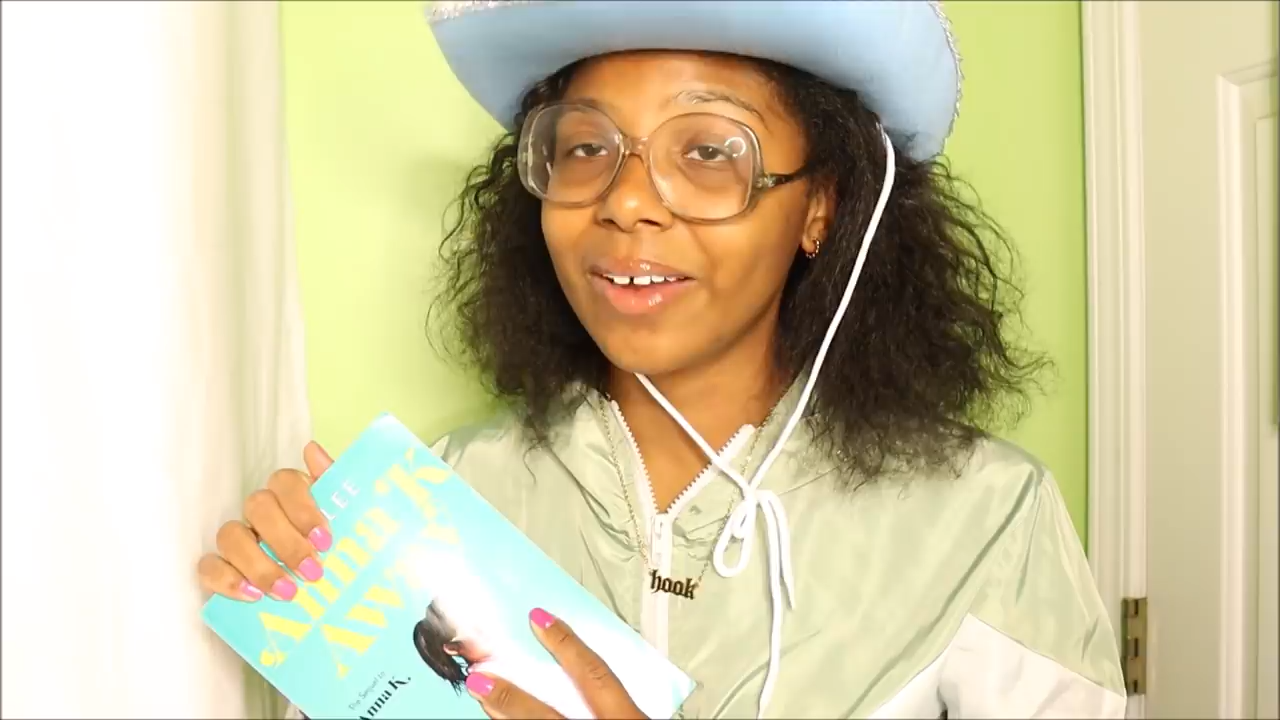 LEE
Anna K
Away
The Sequel to
Anna K.
hook